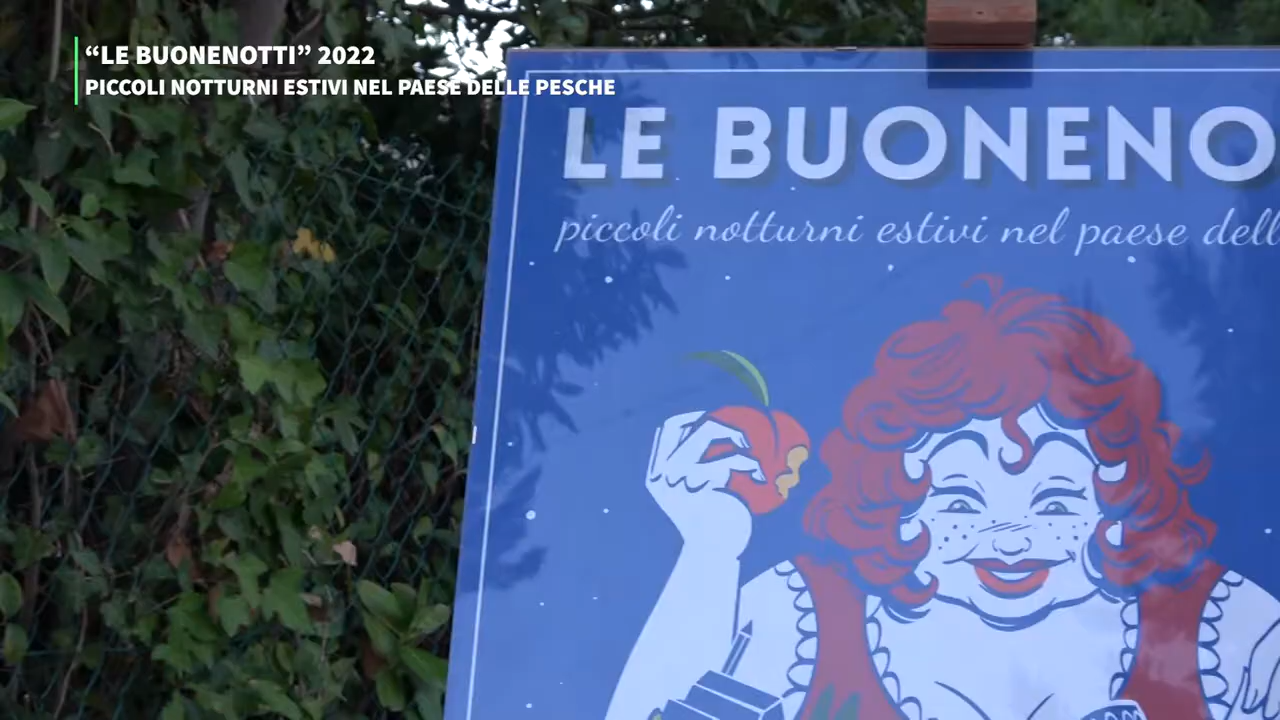 “LE BUONENOTTI” 2022
PICCOLI NOTTURNI ESTIVI NEL PAESE DELLE PESCHE
LE BUONENO
piccoli notturni estivi nel paese dell